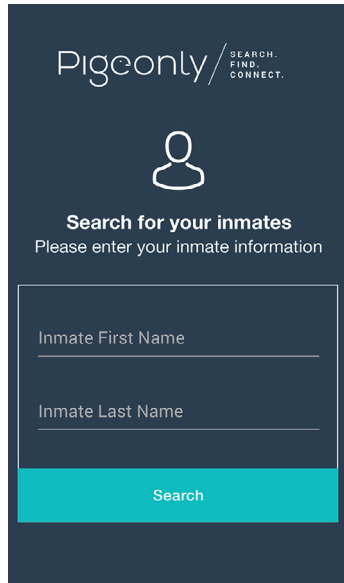 Pigeonly/
SEARCH.
FIND.
CONNECT.
Search for your inmates
Please enter your inmate information
Inmate First Name
Inmate Last Name
Search